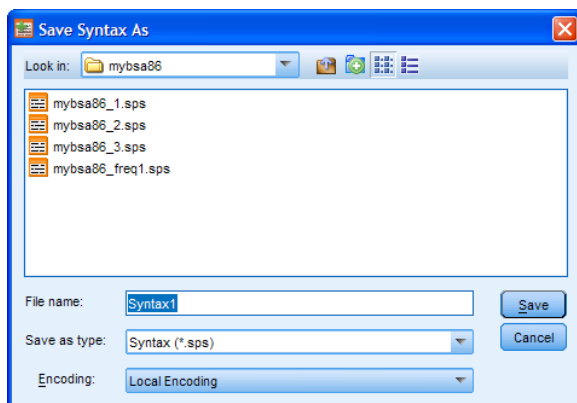 Save Syntax As
Look in: mybsa86
mybsa86_1.sps
mybsa86_2.sps
mybsa86_3.sps
mybsa86_freq1.sps
File name: Syntax1 Save
Save as type: Syntax (*.sps) Cancel
Encoding: Local Encoding